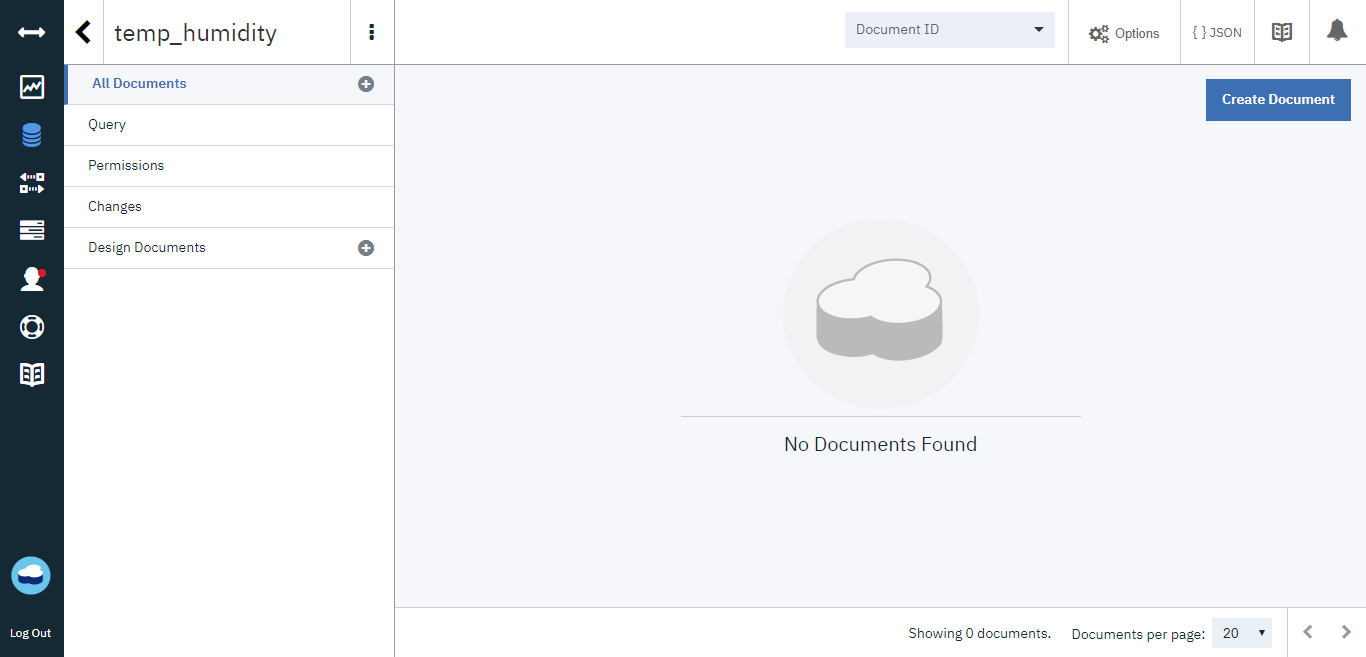 temp_humidity
Document ID
Options
{ } JSON
All Documents
Create Document
Query
Permissions
Changes
Design Documents
No Documents Found
Log Out
Showing 0 documents.
Documents per page: 20